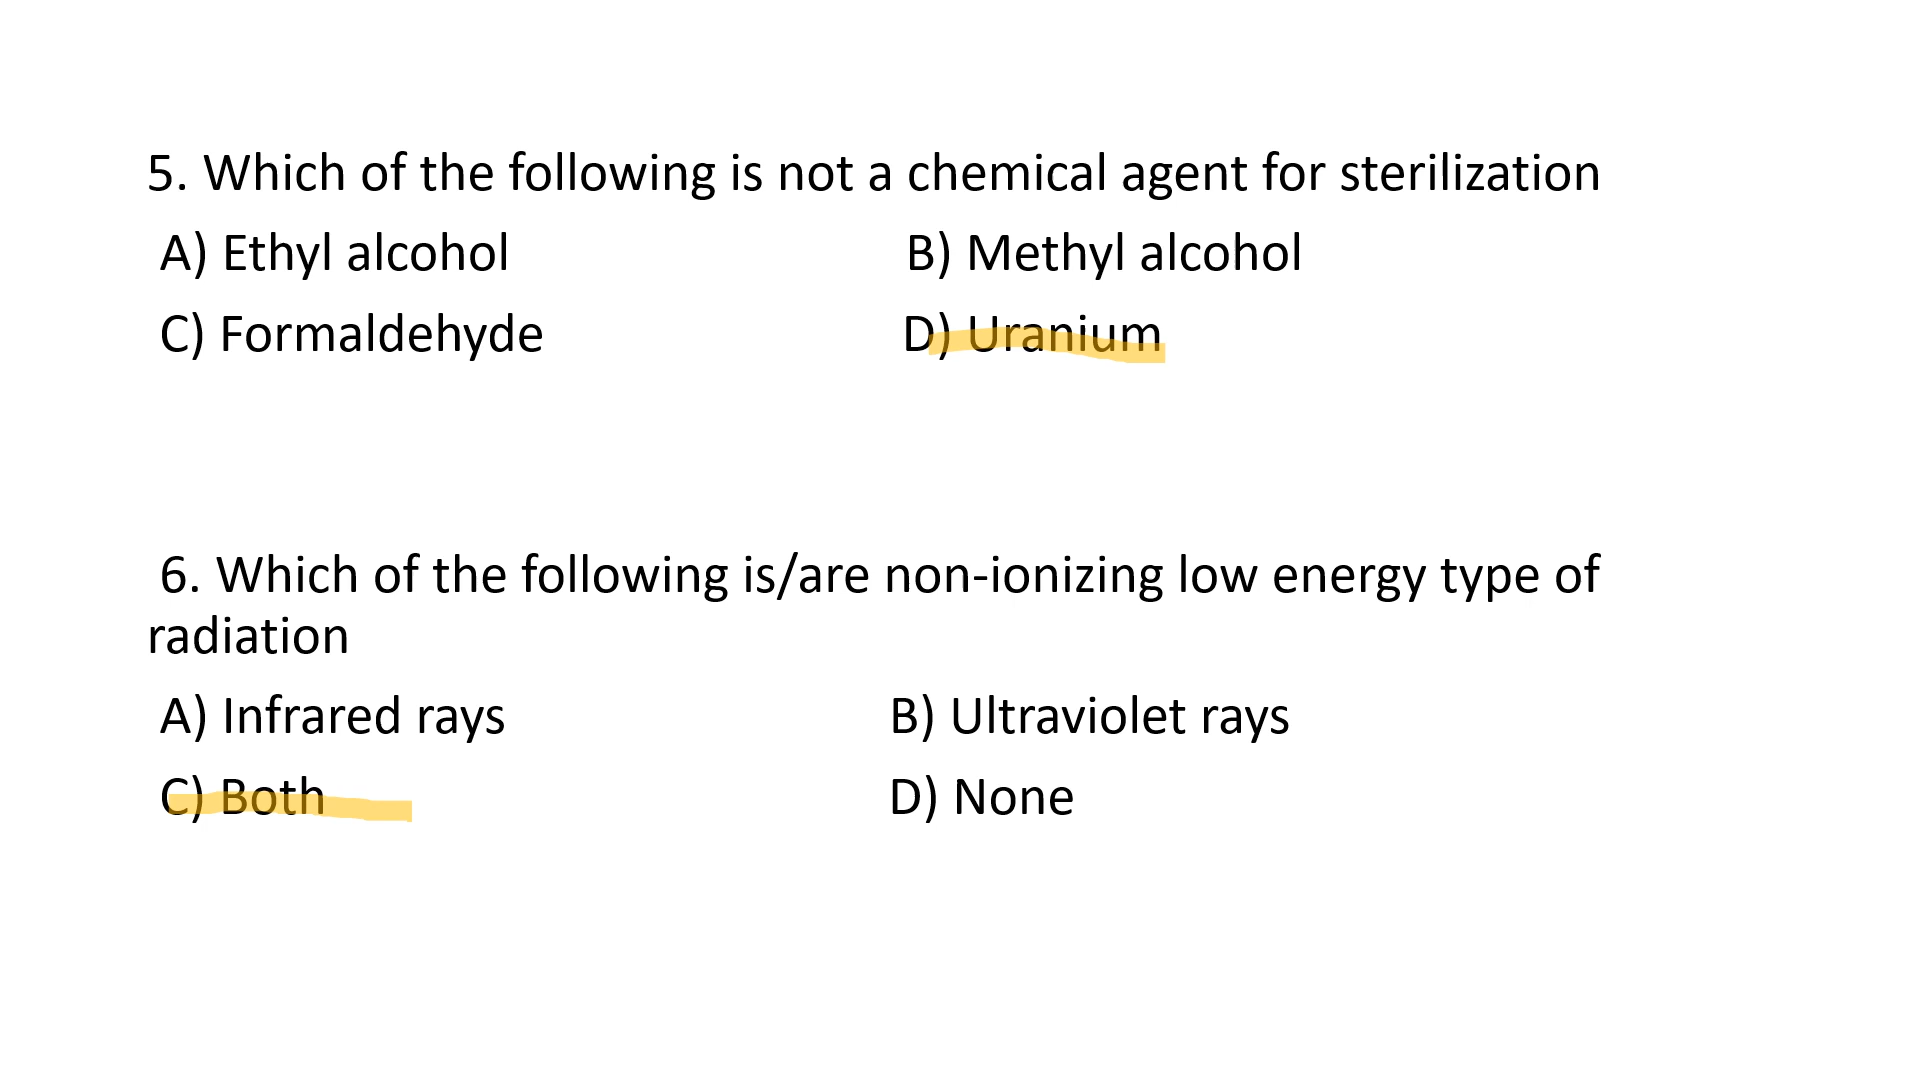 5. Which of the following is not a chemical agent for sterilization
A) Ethyl alcohol B) Methyl alcohol
C) Formaldehyde D) Uranium
6. Which of the following is/are non-ionizing low energy type of
radiation
A) Infrared rays B) Ultraviolet rays
C) Both D) None